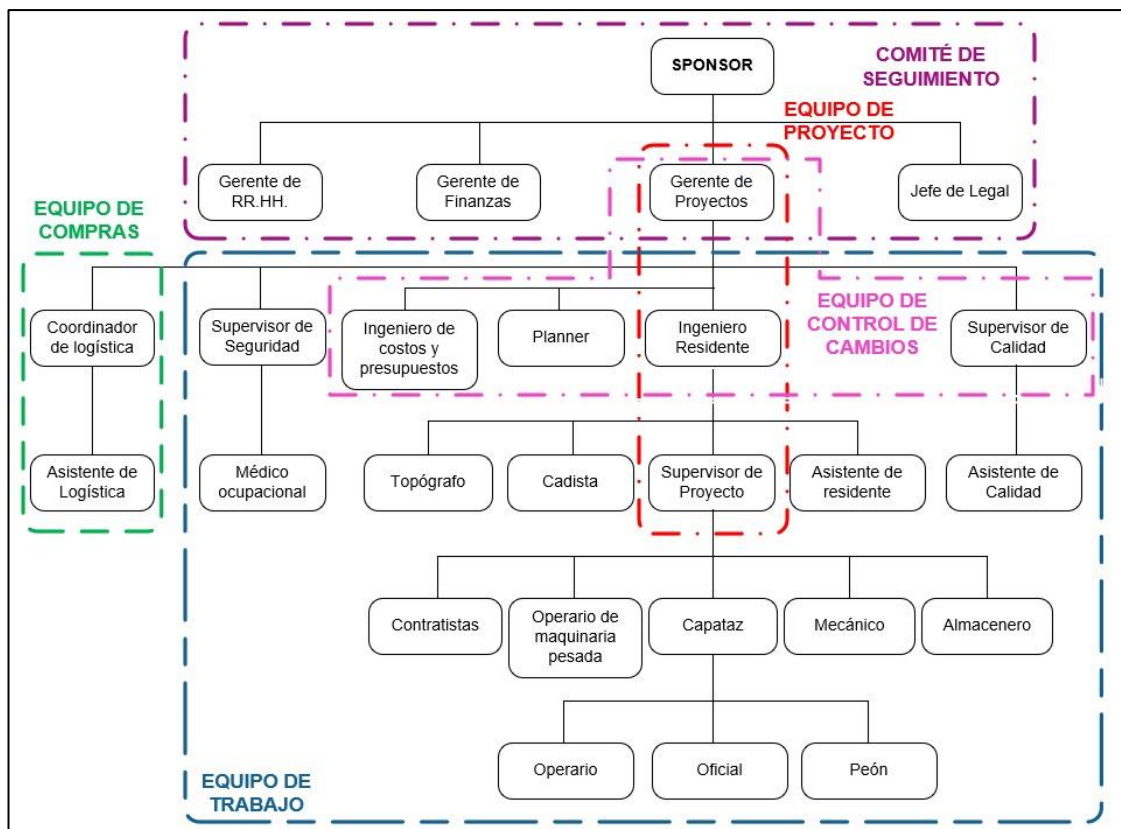 SPONSOR
COMITÉ DE
SEGUIMIENTO
EQUIPO DE
PROYECTO
Gerente de
RR.HH.
Gerente de
Finanzas
Gerente de
Proyectos
Jefe de Legal
EQUIPO DE
COMPRAS
Coordinador
de logística
Supervisor de
Seguridad
Ingeniero de
costos y
presupuestos
Planner
Ingeniero
Residente
EQUIPO DE
CONTROL DE
CAMBIOS
Supervisor de
Calidad
Asistente de
Logística
Médico
ocupacional
Topógrafo
Cadista
Supervisor de
Proyecto
Asistente de
residente
Asistente de
Calidad
Contratistas
Operario de
maquinaria
pesada
Capataz
Mecánico
Almacenero
Operario
Oficial
Peón
EQUIPO DE
TRABAJO